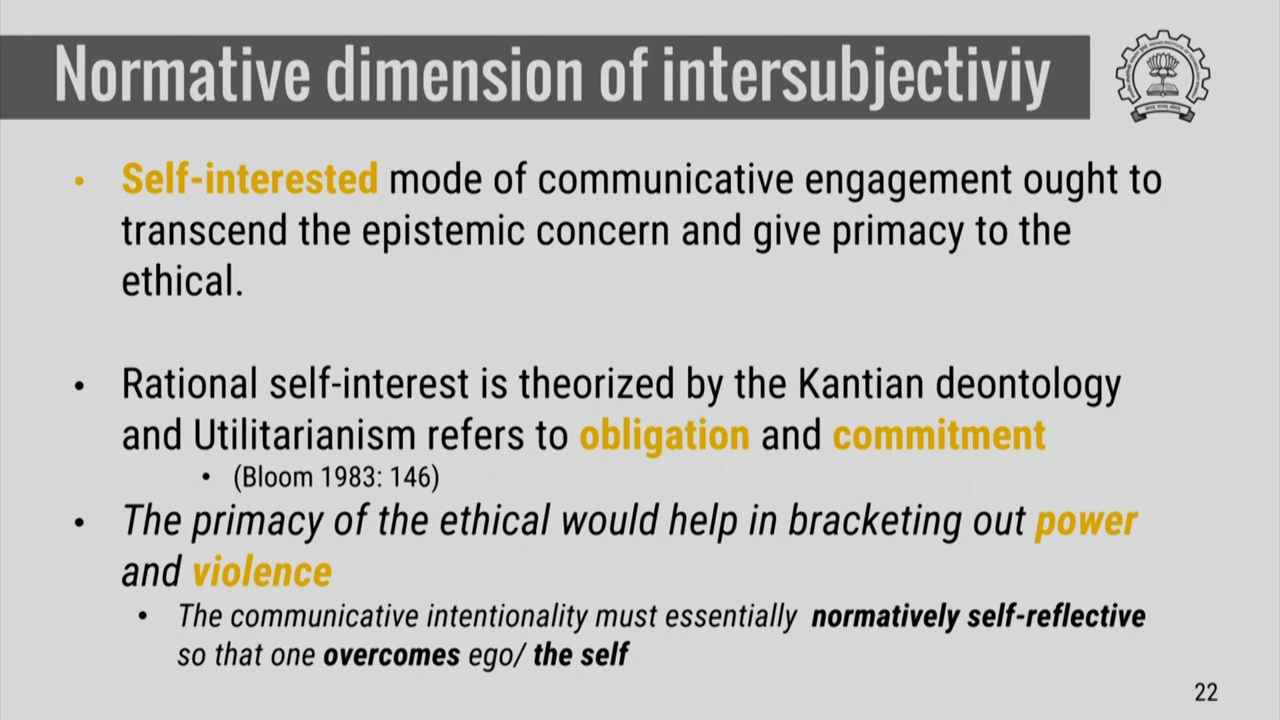 Normative dimension of intersubjectiviy
• Self-interested mode of communicative engagement ought to
transcend the epistemic concern and give primacy to the
ethical.
• Rational self-interest is theorized by the Kantian deontology
and Utilitarianism refers to obligation and commitment
• (Bloom 1983: 146)
• The primacy of the ethical would help in bracketing out power
and violence
• The communicative intentionality must essentially normatively self-reflective
so that one overcomes ego/ the self
22